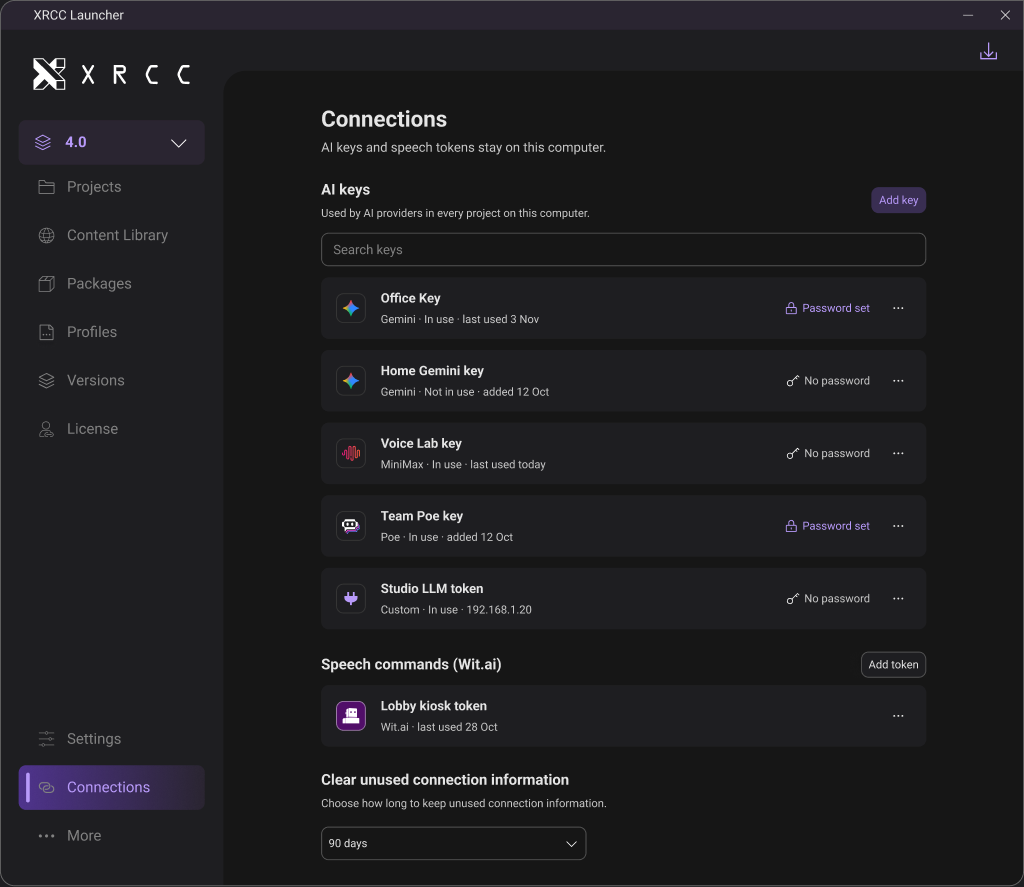 XRCC Launcher
XRCC
4.0
Projects
Content Library
Packages
Profiles
Versions
License
Settings
Connections
More
Connections
AI keys and speech tokens stay on this computer.
AI keys
Used by AI providers in every project on this computer.
Add key
Search keys
Office Key
Gemini · In use · last used 3 Nov
Password set
Home Gemini key
Gemini · Not in use · added 12 Oct
No password
Voice Lab key
MiniMax · In use · last used today
No password
Team Poe key
Poe · In use · added 12 Oct
Password set
Studio LLM token
Custom · In use · 192.168.1.20
No password
Speech commands (Wit.ai)
Add token
Lobby kiosk token
Wit.ai · last used 28 Oct
Clear unused connection information
Choose how long to keep unused connection information.
90 days